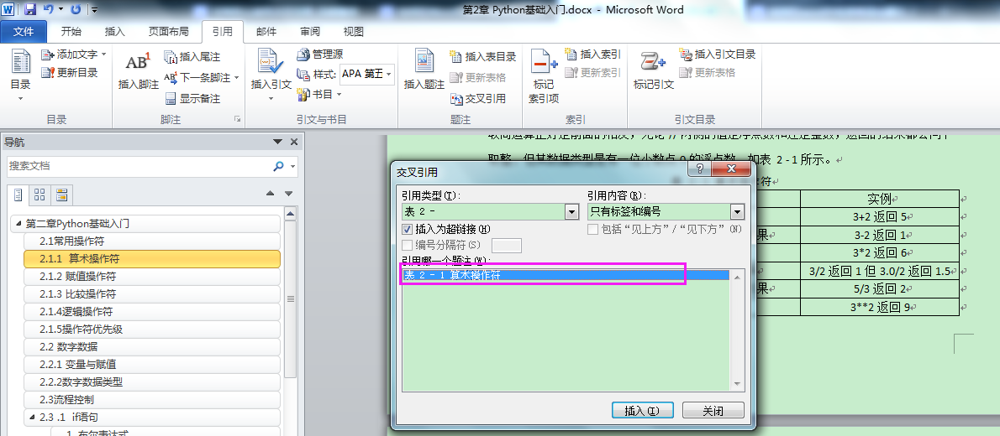 第2章 Python基础入门.docx - Microsoft Word
文件 开始 插入 页面布局 引用 邮件 审阅 视图
目录
添加文字
更新目录
目录
AB¹
插入脚注
插入尾注
下一条脚注
显示备注
脚注
插入引文
管理源
样式: APA 第五
书目
引文与书目
插入题注
插入表目录
更新表格
交叉引用
题注
标记
索引项
插入索引
更新索引
索引
标记引文
插入引文目录
更新表格
引文目录
导航
搜索文档
第二章Python基础入门
2.1常用操作符
2.1.1 算术操作符
2.1.2 赋值操作符
2.1.3 比较操作符
2.1.4逻辑操作符
2.1.5操作符优先级
2.2 数字数据
2.2.1 变量与赋值
2.2.2数字数据类型
2.3流程控制
2.3 .1 if语句
1. 布尔表达式
取整，但其数据类型是有一位小数点 0 的浮点数，如表 2 - 1 所示。
作符
实例
3+2 返回 5
果 3-2 返回 1
3*2 返回 6
3/2 返回 1 但 3.0/2 返回 1.5
果 5/3 返回 2
3**2 返回 9
交叉引用
引用类型(T):
表 2 -
引用内容(R):
只有标签和编号
插入为超链接(H)
包括“见上方”/“见下方”(N)
编号分隔符(S)
引用哪一个题注(W):
表 2 - 1 算术操作符
插入(I)
关闭